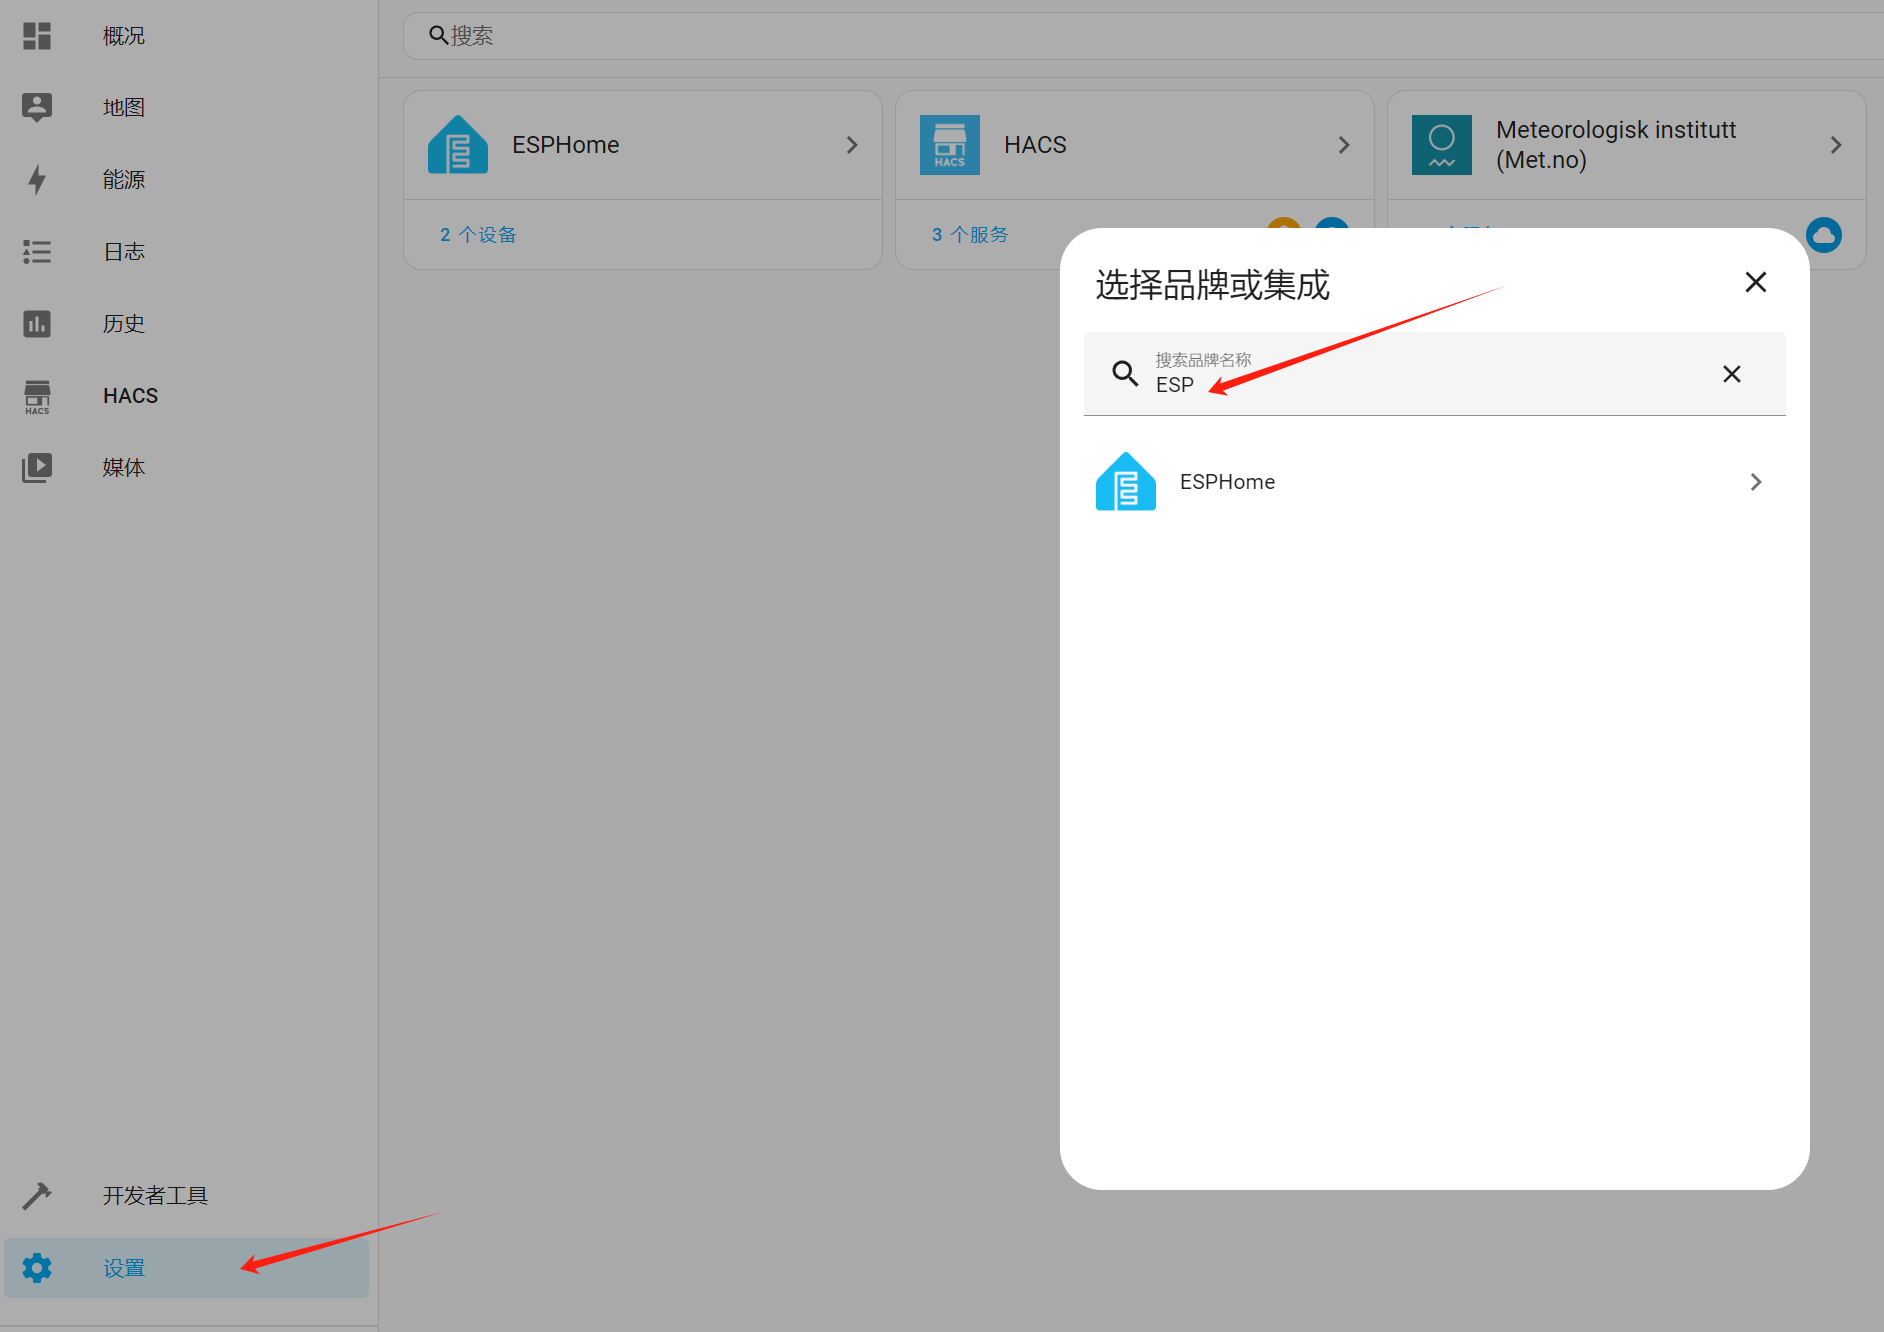 概况
地图
能源
日志
历史
HACS
HACS
媒体
开发者工具
设置
搜索
ESPHome
2 个设备
HACS
HACS
3 个服务
Meteorologisk institutt
(Met.no)
选择品牌或集成
搜索品牌名称
ESP
ESPHome